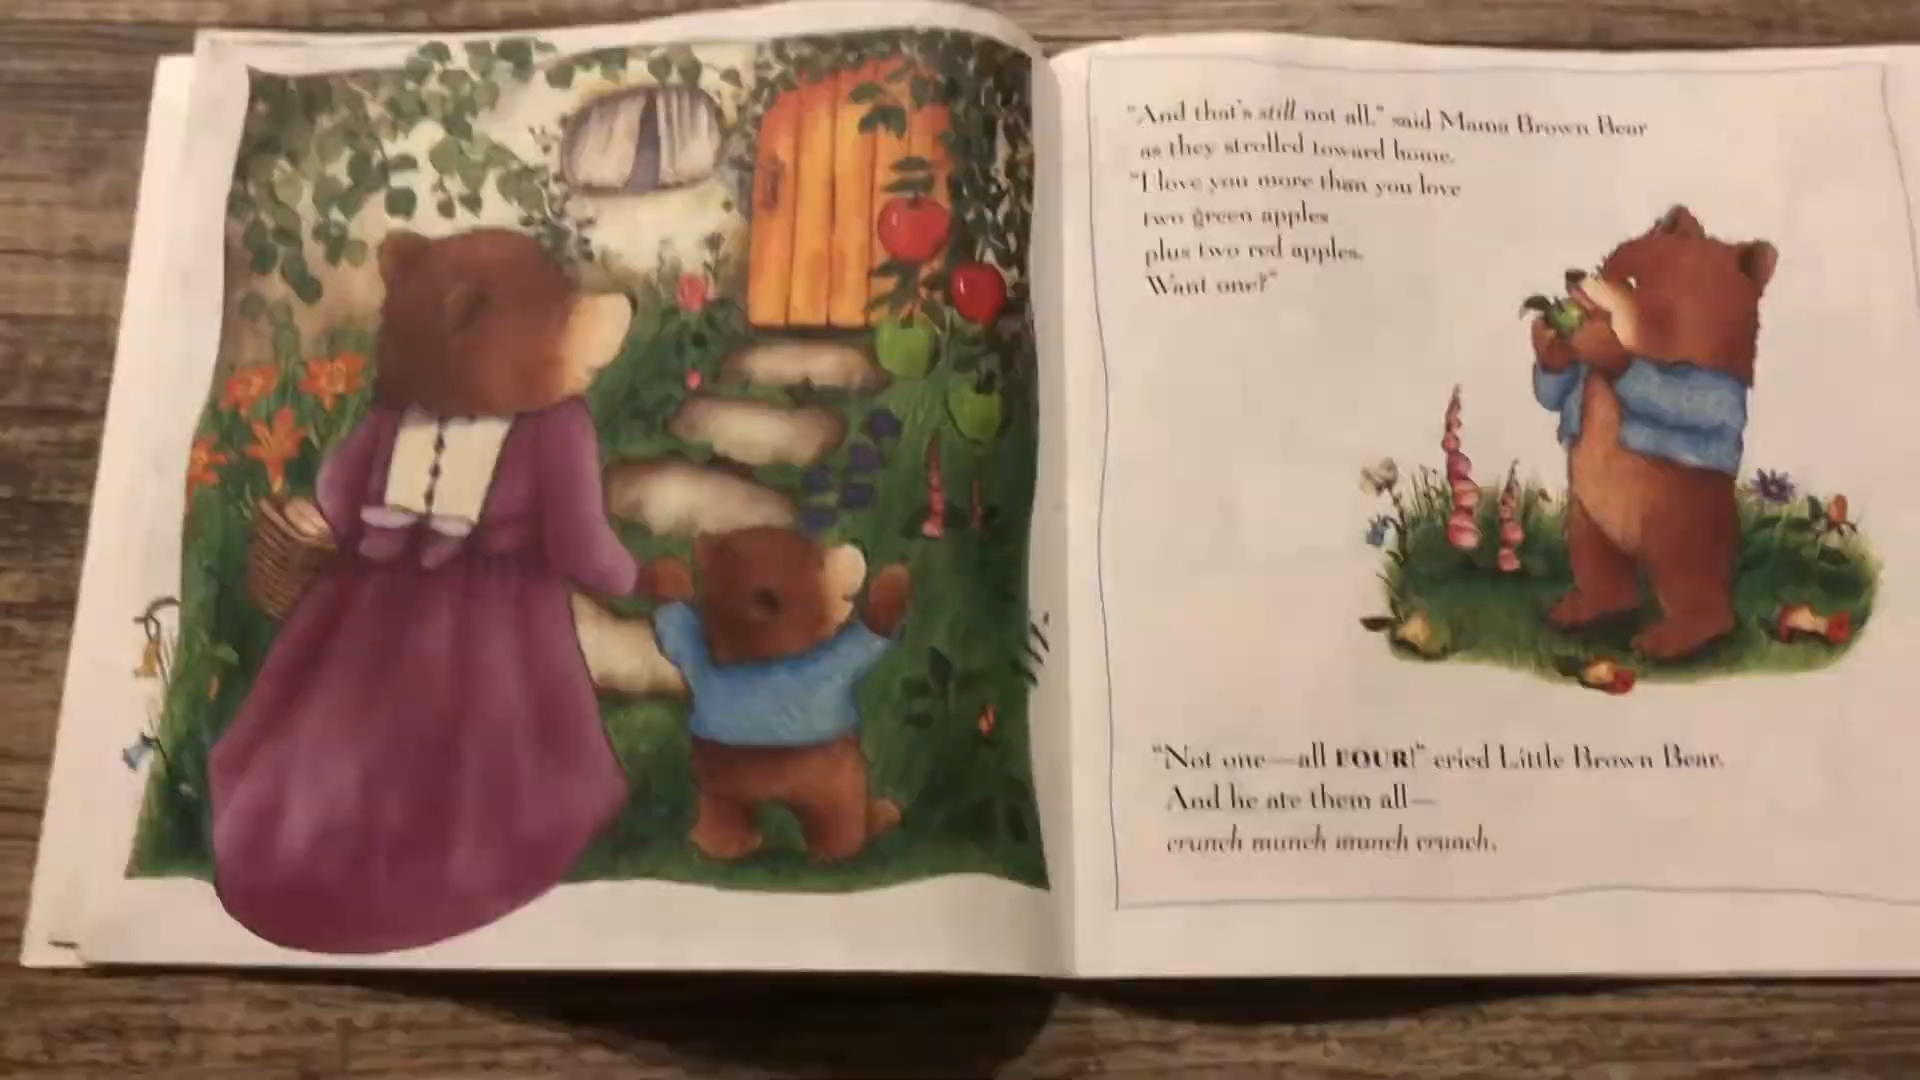 "And that's still not all," said Mama Brown Bear
as they strolled toward home.
"I love you more than you love
two green apples
plus two red apples.
Want one?"
"Not one—all FOUR!" cried Little Brown Bear.
And he ate them all—
crunch munch munch crunch.